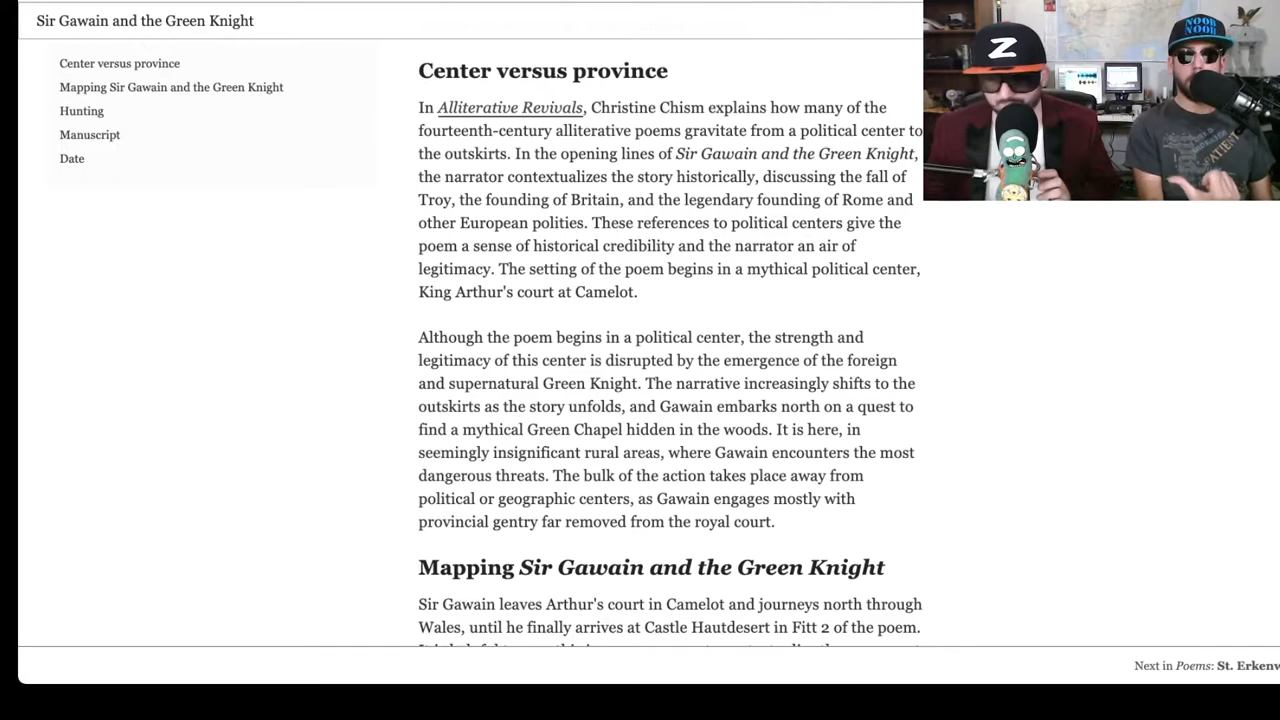 Sir Gawain and the Green Knight
Center versus province
Mapping Sir Gawain and the Green Knight
Hunting
Manuscript
Date
Center versus province
In Alliterative Revivals, Christine Chism explains how many of the
fourteenth-century alliterative poems gravitate from a political center to
the outskirts. In the opening lines of Sir Gawain and the Green Knight,
the narrator contextualizes the story historically, discussing the fall of
Troy, the founding of Britain, and the legendary founding of Rome and
other European polities. These references to political centers give the
poem a sense of historical credibility and the narrator an air of
legitimacy. The setting of the poem begins in a mythical political center,
King Arthur's court at Camelot.
Although the poem begins in a political center, the strength and
legitimacy of this center is disrupted by the emergence of the foreign
and supernatural Green Knight. The narrative increasingly shifts to the
outskirts as the story unfolds, and Gawain embarks north on a quest to
find a mythical Green Chapel hidden in the woods. It is here, in
seemingly insignificant rural areas, where Gawain encounters the most
dangerous threats. The bulk of the action takes place away from
political or geographic centers, as Gawain engages mostly with
provincial gentry far removed from the royal court.
Mapping Sir Gawain and the Green Knight
Sir Gawain leaves Arthur's court in Camelot and journeys north through
Wales, until he finally arrives at Castle Hautdesert in Fitt 2 of the poem.
Next in Poems: St. Erkenw
Z
NOOB
NOOB